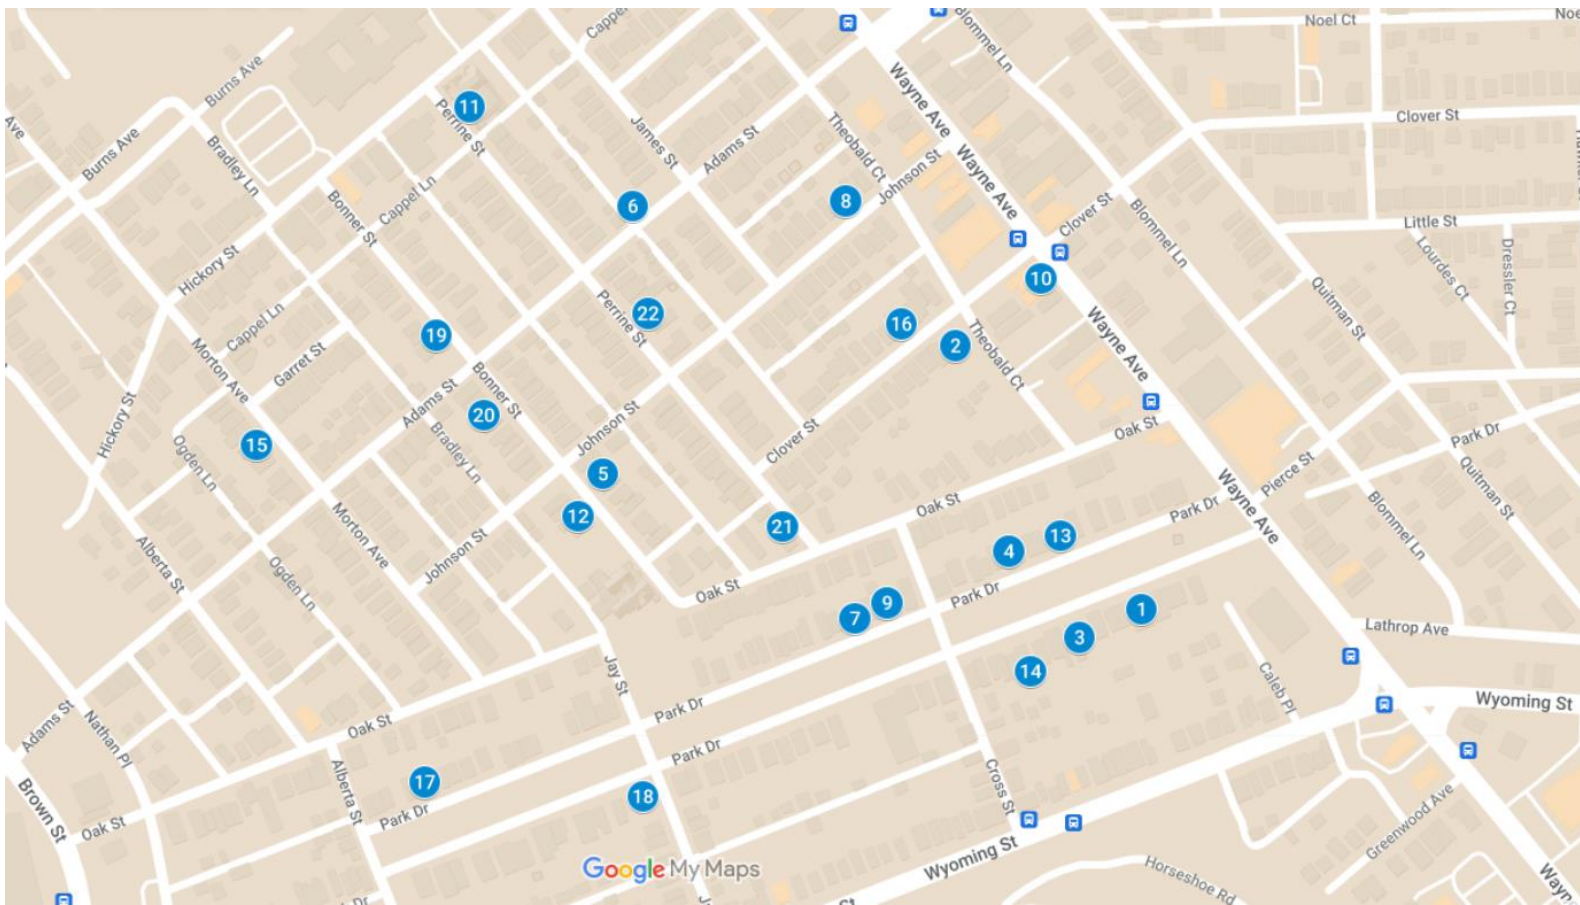 Blommel Ln
Noel Ct
Noe
Cappel
Burns Ave
Wayne Ave
11
Perrine St
James St
Clover St
Ave
Burns Ave
Bradley Ln
Adams St
Theobald Ct
Wayne Ave
Johnson St
Cappel Ln
Bonner St
6
8
Clover St
Blommel Ln
Little St
Lourdes Ct
Dressler Ct
Hickory St
10
Cappel Ln
Perrine St
22
16
2
Theobald Ct
Wayne Ave
Quitman St
19
Garret St
Morton Ave
Bonner St
Adams St
20
Johnson St
Hickory St
Ogden Ln
15
Bradley Ln
Clover St
Oak St
Park Dr
Pierce St
Quitman St
5
12
21
Oak St
Park Dr
Wayne Ave
Blommel Ln
Morton Ave
Johnson St
Alberta St
Ogden Ln
4
13
Oak St
7
9
Park Dr
1
3
14
Lathrop Ave
Jay St
Caleb Pl
Wyoming St
Adams St
Nathan Pl
Oak St
Park Dr
Park Dr
Alberta St
17
18
Cross St
Brown St
Oak St
Park Dr
Greenwood Ave
Wyoming St
Google My Maps
Horseshoe Rd
Wayn
k Dr
St